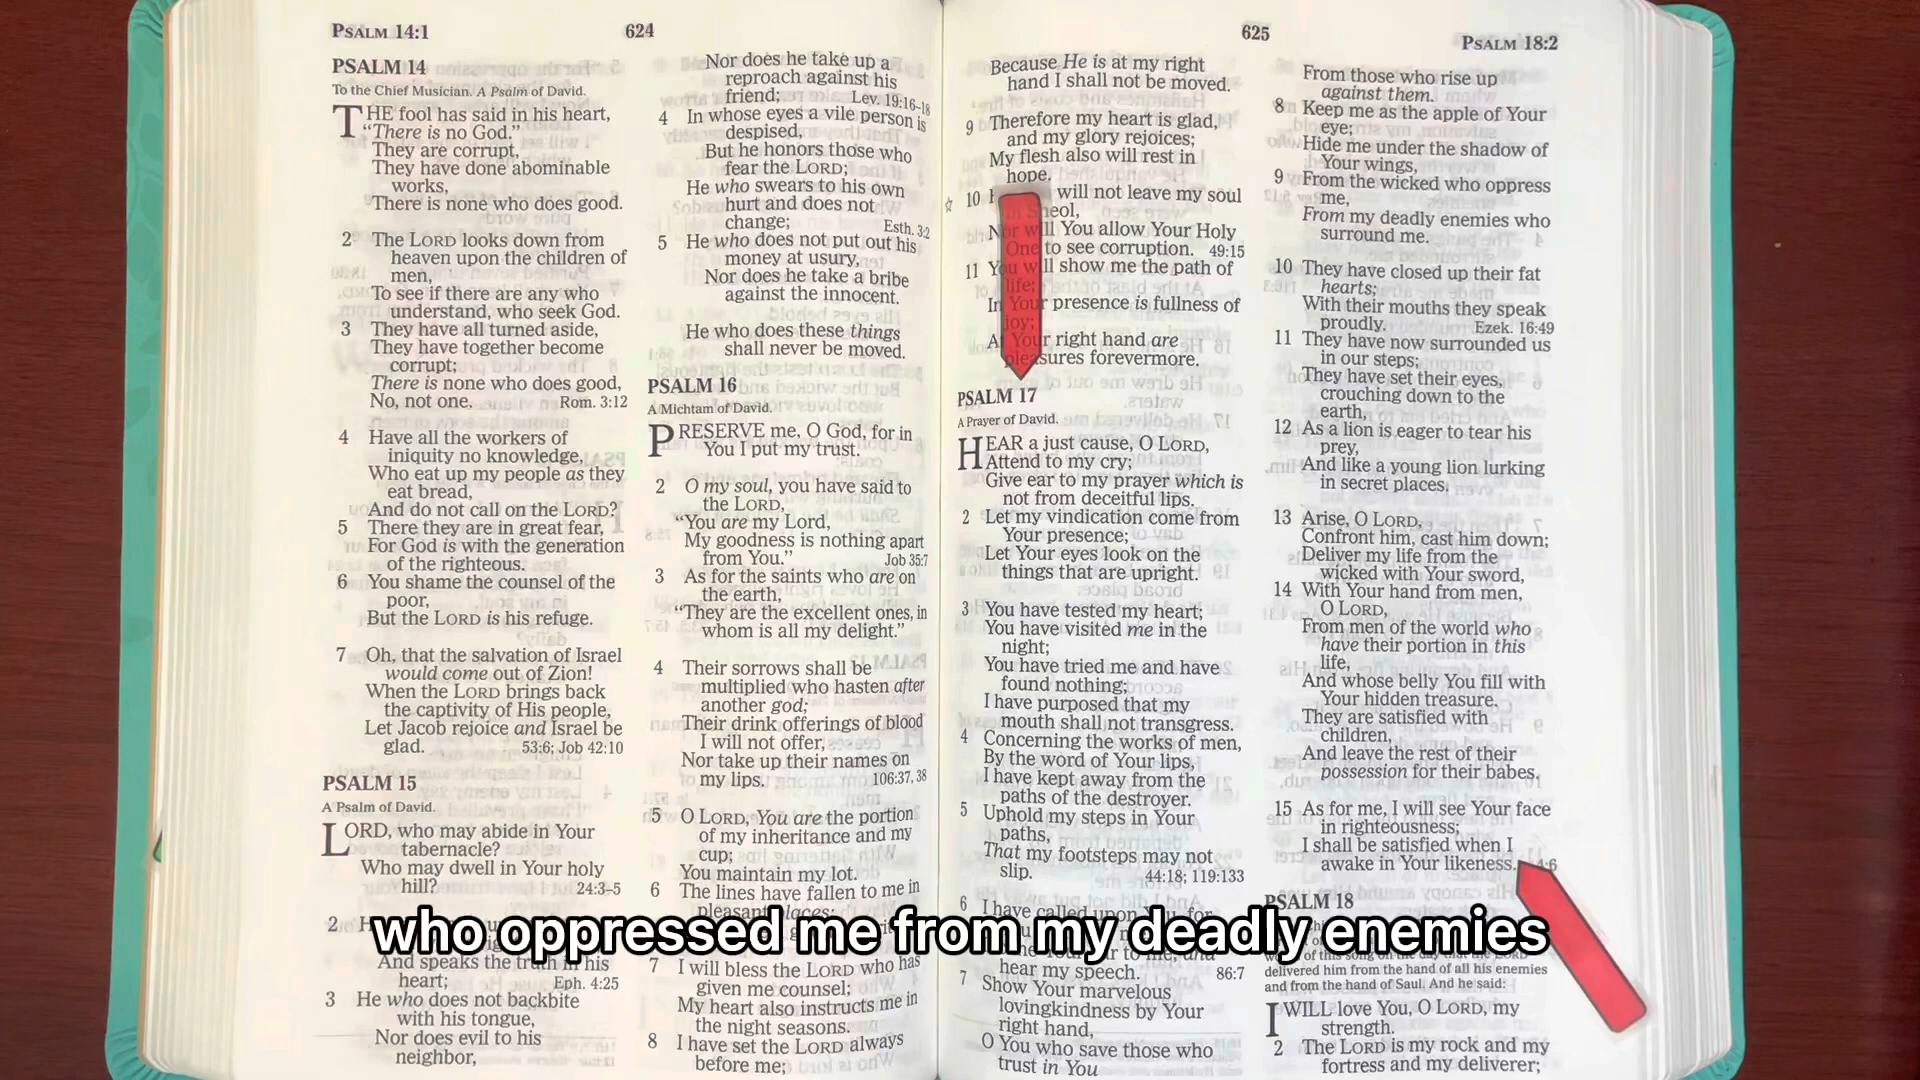 PSALM 14:1
624
PSALM 14
To the Chief Musician. A Psalm of David.
THE fool has said in his heart,
"There is no God."
They are corrupt,
They have done abominable
works,
There is none who does good.
2 The LORD looks down from
heaven upon the children of
men,
To see if there are any who
understand, who seek God.
3 They have all turned aside,
They have together become
corrupt;
There is none who does good,
No, not one. Rom. 3:12
4 Have all the workers of
iniquity no knowledge,
Who eat up my people as they
eat bread,
And do not call on the LORD?
5 There they are in great fear,
For God is with the generation
of the righteous.
6 You shame the counsel of the
poor,
But the LORD is his refuge.
7 Oh, that the salvation of Israel
would come out of Zion!
When the LORD brings back
the captivity of His people,
Let Jacob rejoice and Israel be
glad. 53:6; Job 42:10
PSALM 15
A Psalm of David.
LORD, who may abide in Your
tabernacle?
Who may dwell in Your holy
hill? 24:3–5
2
And speaks the truth in his
heart; Eph. 4:25
3 He who does not backbite
with his tongue,
Nor does evil to his
neighbor,
Nor does he take up a
reproach against his
friend; Lev. 19:16–18
4 In whose eyes a vile person is
despised,
But he honors those who
fear the LORD;
He who swears to his own
hurt and does not
change; Esth. 3:2
5 He who does not put out his
money at usury,
Nor does he take a bribe
against the innocent.
He who does these things
shall never be moved.
PSALM 16
A Michtam of David.
PRESERVE me, O God, for in
You I put my trust.
2 O my soul, you have said to
the LORD,
"You are my Lord,
My goodness is nothing apart
from You." Job 35:7
3 As for the saints who are on
the earth,
"They are the excellent ones, in
whom is all my delight."
4 Their sorrows shall be
multiplied who hasten after
another god;
Their drink offerings of blood
I will not offer,
Nor take up their names on
my lips. 106:37, 38
5 O LORD, You are the portion
of my inheritance and my
cup;
You maintain my lot.
6 The lines have fallen to me in
pleasant places;
7 I will bless the LORD who has
given me counsel;
My heart also instructs me in
the night seasons.
8 I have set the LORD always
before me;
625
PSALM 18:2
Because He is at my right
hand I shall not be moved.
9 Therefore my heart is glad,
and my glory rejoices;
My flesh also will rest in
hope.
10 will not leave my soul
in Sheol,
Nor will You allow Your Holy
One to see corruption. 49:15
11 You will show me the path of
life;
In Your presence is fullness of
joy;
At Your right hand are
pleasures forevermore.
PSALM 17
A Prayer of David.
HEAR a just cause, O LORD,
Attend to my cry;
Give ear to my prayer which is
not from deceitful lips.
2 Let my vindication come from
Your presence;
Let Your eyes look on the
things that are upright.
3 You have tested my heart;
You have visited me in the
night;
You have tried me and have
found nothing;
I have purposed that my
mouth shall not transgress.
4 Concerning the works of men,
By the word of Your lips,
I have kept away from the
paths of the destroyer.
5 Uphold my steps in Your
paths,
That my footsteps may not
slip. 44:18; 119:133
6 I have called upon You, for
hear my speech. 86:7
7 Show Your marvelous
lovingkindness by Your
right hand,
O You who save those who
trust in You
From those who rise up
against them.
8 Keep me as the apple of Your
eye;
Hide me under the shadow of
Your wings,
9 From the wicked who oppress
me,
From my deadly enemies who
surround me.
10 They have closed up their fat
hearts;
With their mouths they speak
proudly. Ezek. 16:49
11 They have now surrounded us
in our steps;
They have set their eyes,
crouching down to the
earth,
12 As a lion is eager to tear his
prey,
And like a young lion lurking
in secret places.
13 Arise, O LORD,
Confront him, cast him down;
Deliver my life from the
wicked with Your sword,
14 With Your hand from men,
O LORD,
From men of the world who
have their portion in this
life,
And whose belly You fill with
Your hidden treasure.
They are satisfied with
children,
And leave the rest of their
possession for their babes.
15 As for me, I will see Your face
in righteousness;
I shall be satisfied when I
awake in Your likeness.
PSALM 18
of this song on the day that the LORD
delivered him from the hand of all his enemies
and from the hand of Saul. And he said:
I WILL love You, O LORD, my
strength.
2 The LORD is my rock and my
fortress and my deliverer;
who oppressed me from my deadly enemies